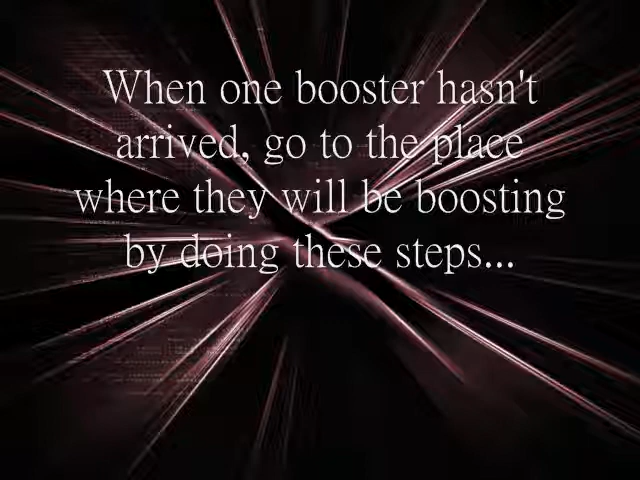 When one booster hasn't
arrived, go to the place
where they will be boosting
by doing these steps...